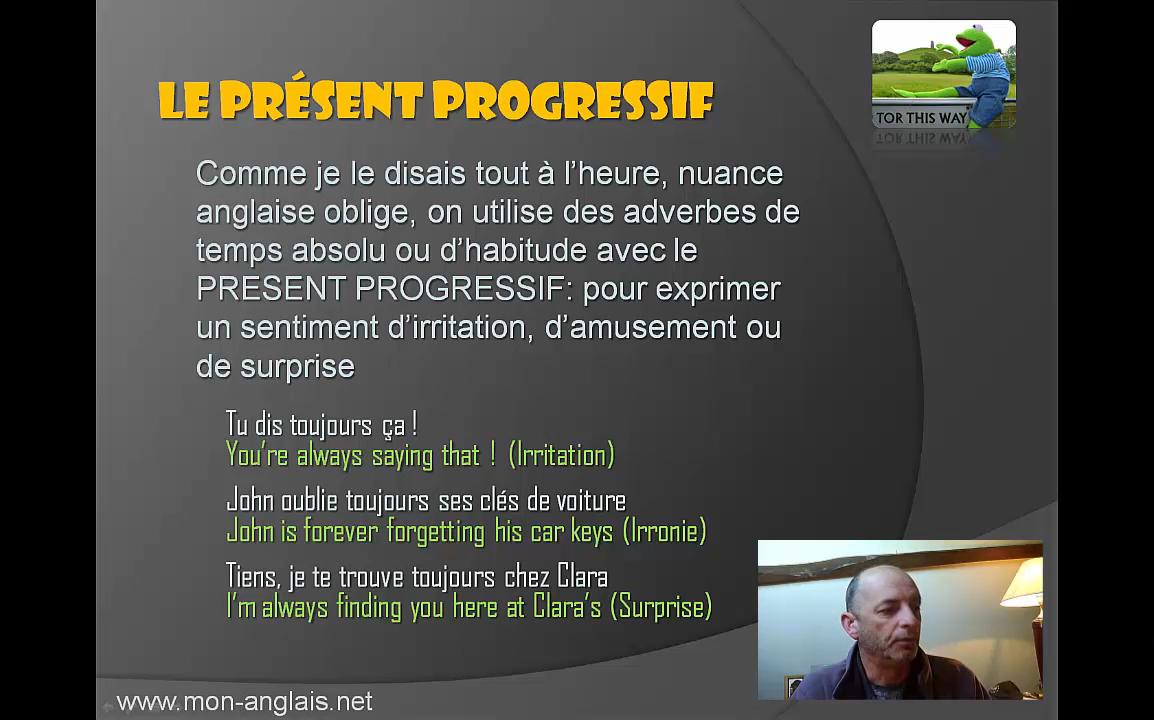 LE PRÉSENT PROGRESSIF
TOR THIS WAY
Comme je le disais tout à l’heure, nuance
anglaise oblige, on utilise des adverbes de
temps absolu ou d’habitude avec le
PRESENT PROGRESSIF: pour exprimer
un sentiment d’irritation, d’amusement ou
de surprise
Tu dis toujours ça !
You’re always saying that ! (Irritation)
John oublie toujours ses clés de voiture
John is forever forgetting his car keys (Irronie)
Tiens, je te trouve toujours chez Clara
I’m always finding you here at Clara’s (Surprise)
www.mon-anglais.net